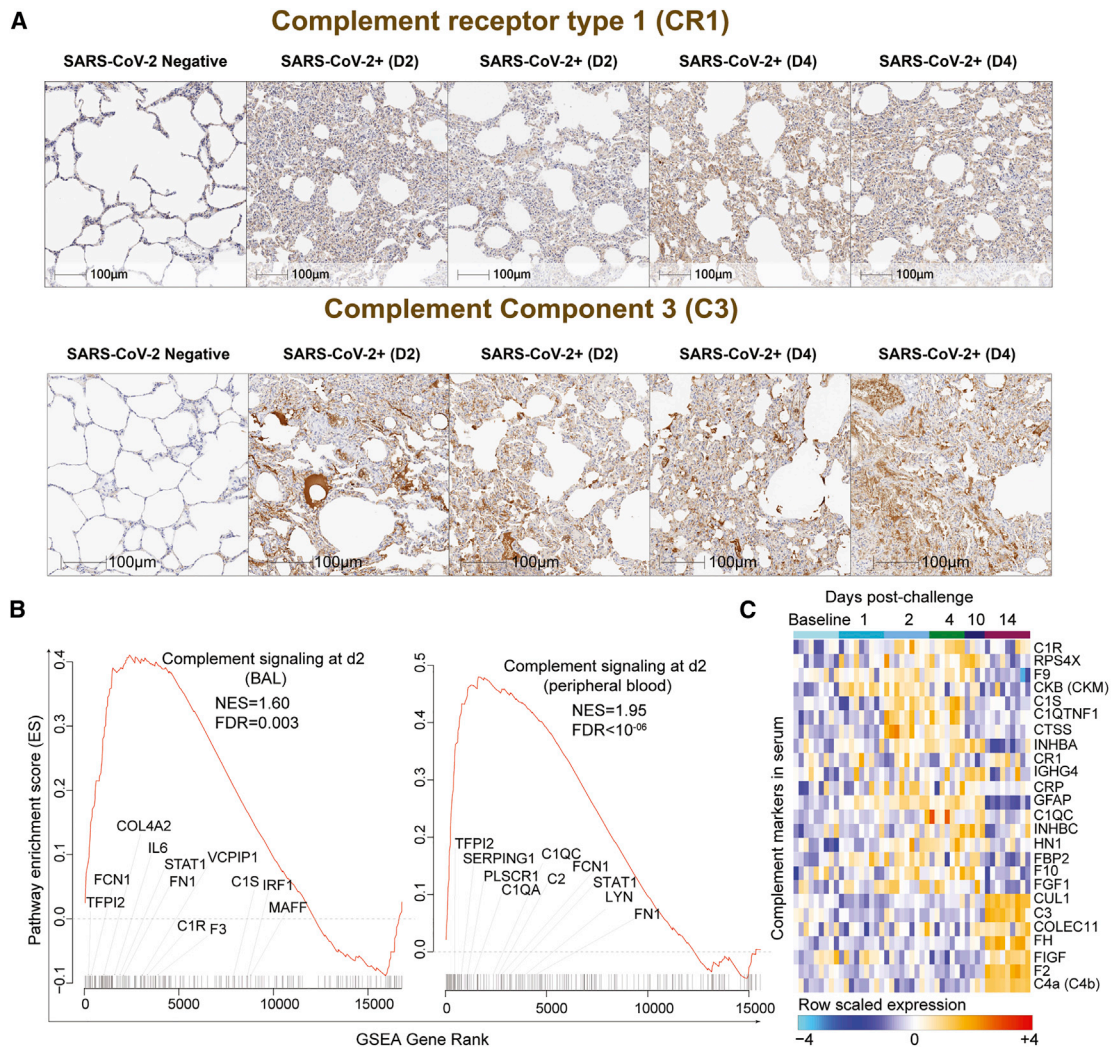 A
Complement receptor type 1 (CR1)
SARS-CoV-2 Negative SARS-CoV-2+ (D2) SARS-CoV-2+ (D2) SARS-CoV-2+ (D4) SARS-CoV-2+ (D4)
100µm 100µm 100µm 100µm 100µm
Complement Component 3 (C3)
SARS-CoV-2 Negative SARS-CoV-2+ (D2) SARS-CoV-2+ (D2) SARS-CoV-2+ (D4) SARS-CoV-2+ (D4)
100µm 100µm 100µm 100µm 100µm
B
Pathway enrichment score (ES)
0.4
0.3
0.2
0.1
0.0
−0.1
Complement signaling at d2
(BAL)
NES=1.60
FDR=0.003
COL4A2
IL6
STAT1
VCPIP1
FCN1
FN1
C1S
IRF1
TFPI2
MAFF
C1R
F3
0 5000 10000 15000
0.5
0.4
0.3
0.2
0.1
0.0
Complement signaling at d2
(peripheral blood)
NES=1.95
FDR<10-06
TFPI2
SERPING1
C1QC
PLSCR1
FCN1
C1QA
C2
STAT1
LYN
FN1
0 5000 10000 15000
GSEA Gene Rank
C
Days post-challenge
Baseline 1 2 4 10 14
Complement markers in serum
C1R
RPS4X
F9
CKB (CKM)
C1S
C1QTNF1
CTSS
INHBA
CR1
IGHG4
CRP
GFAP
C1QC
INHBC
HN1
FBP2
F10
FGF1
CUL1
C3
COLEC11
FH
FIGF
F2
C4a (C4b)
Row scaled expression
−4 0 +4